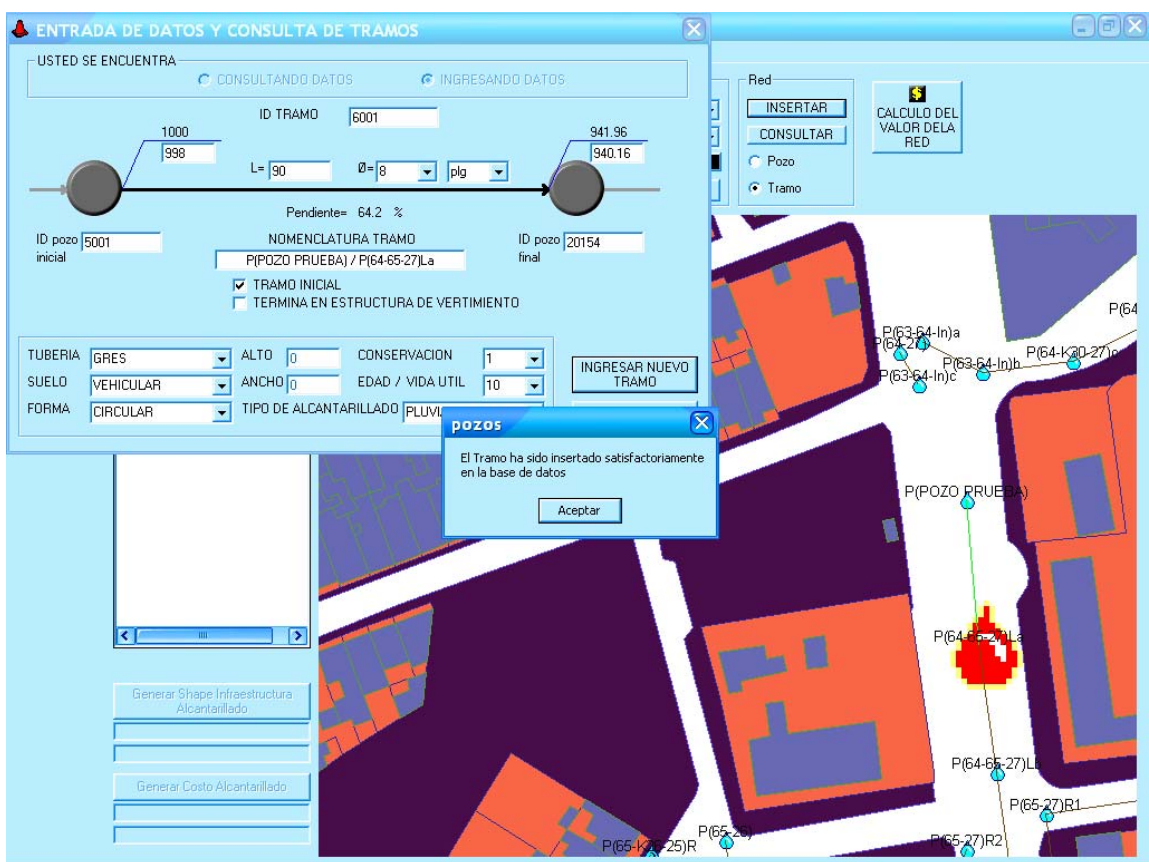 ENTRADA DE DATOS Y CONSULTA DE TRAMOS
USTED SE ENCUENTRA
CONSULTANDO DATOS
INGRESANDO DATOS
ID TRAMO 6001
1000
998
941.96
940.16
L= 90
Ø= 8
plg
Pendiente= 64.2 %
ID pozo inicial 5001
NOMENCLATURA TRAMO
P(POZO PRUEBA) / P(64-65-27)La
ID pozo final 20154
TRAMO INICIAL
TERMINA EN ESTRUCTURA DE VERTIMIENTO
TUBERIA GRES
ALTO 0
CONSERVACION 1
SUELO VEHICULAR
ANCHO 0
EDAD / VIDA UTIL 10
FORMA CIRCULAR
TIPO DE ALCANTARILLADO
INGRESAR NUEVO
TRAMO
Red
INSERTAR
CONSULTAR
Pozo
Tramo
$
CALCULO DEL
VALOR DELA
RED
pozos
El Tramo ha sido insertado satisfactoriamente
en la base de datos
Aceptar
Generar Shape Infraestructura
Alcantarillado
Generar Costo Alcantarillado
P(64
P(63-64-In)a
P(64-27)
P(63-64-In)b
P(64-K30-27)c
P(63-64-In)c
P(POZO PRUEBA)
P(64-65-27)La
P(64-65-27)Lb
P(65-27)R1
P(65-27)R2
P(65-26)